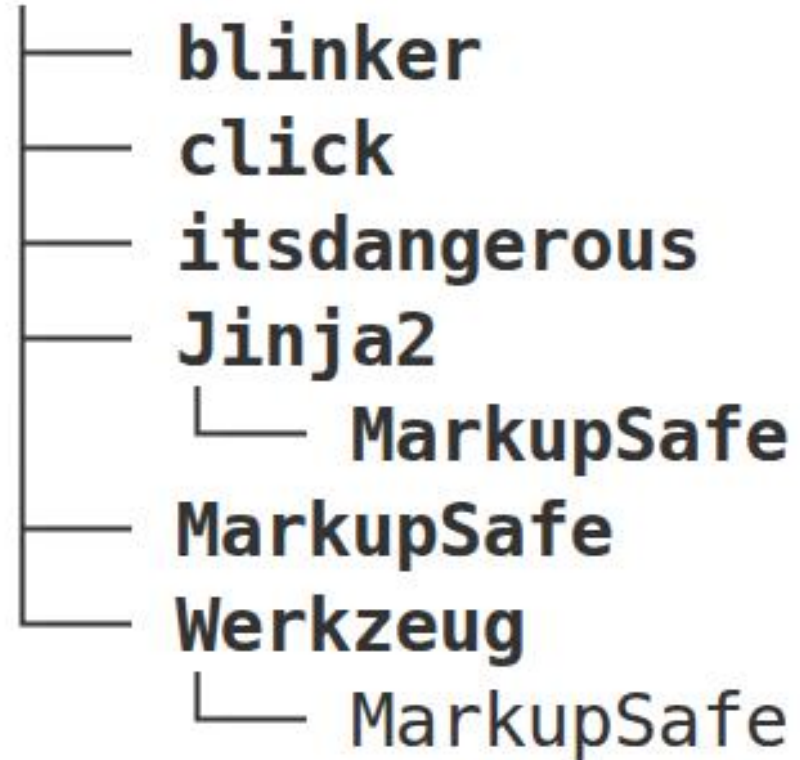 blinker
click
itsdangerous
Jinja2
MarkupSafe
MarkupSafe
Werkzeug
MarkupSafe